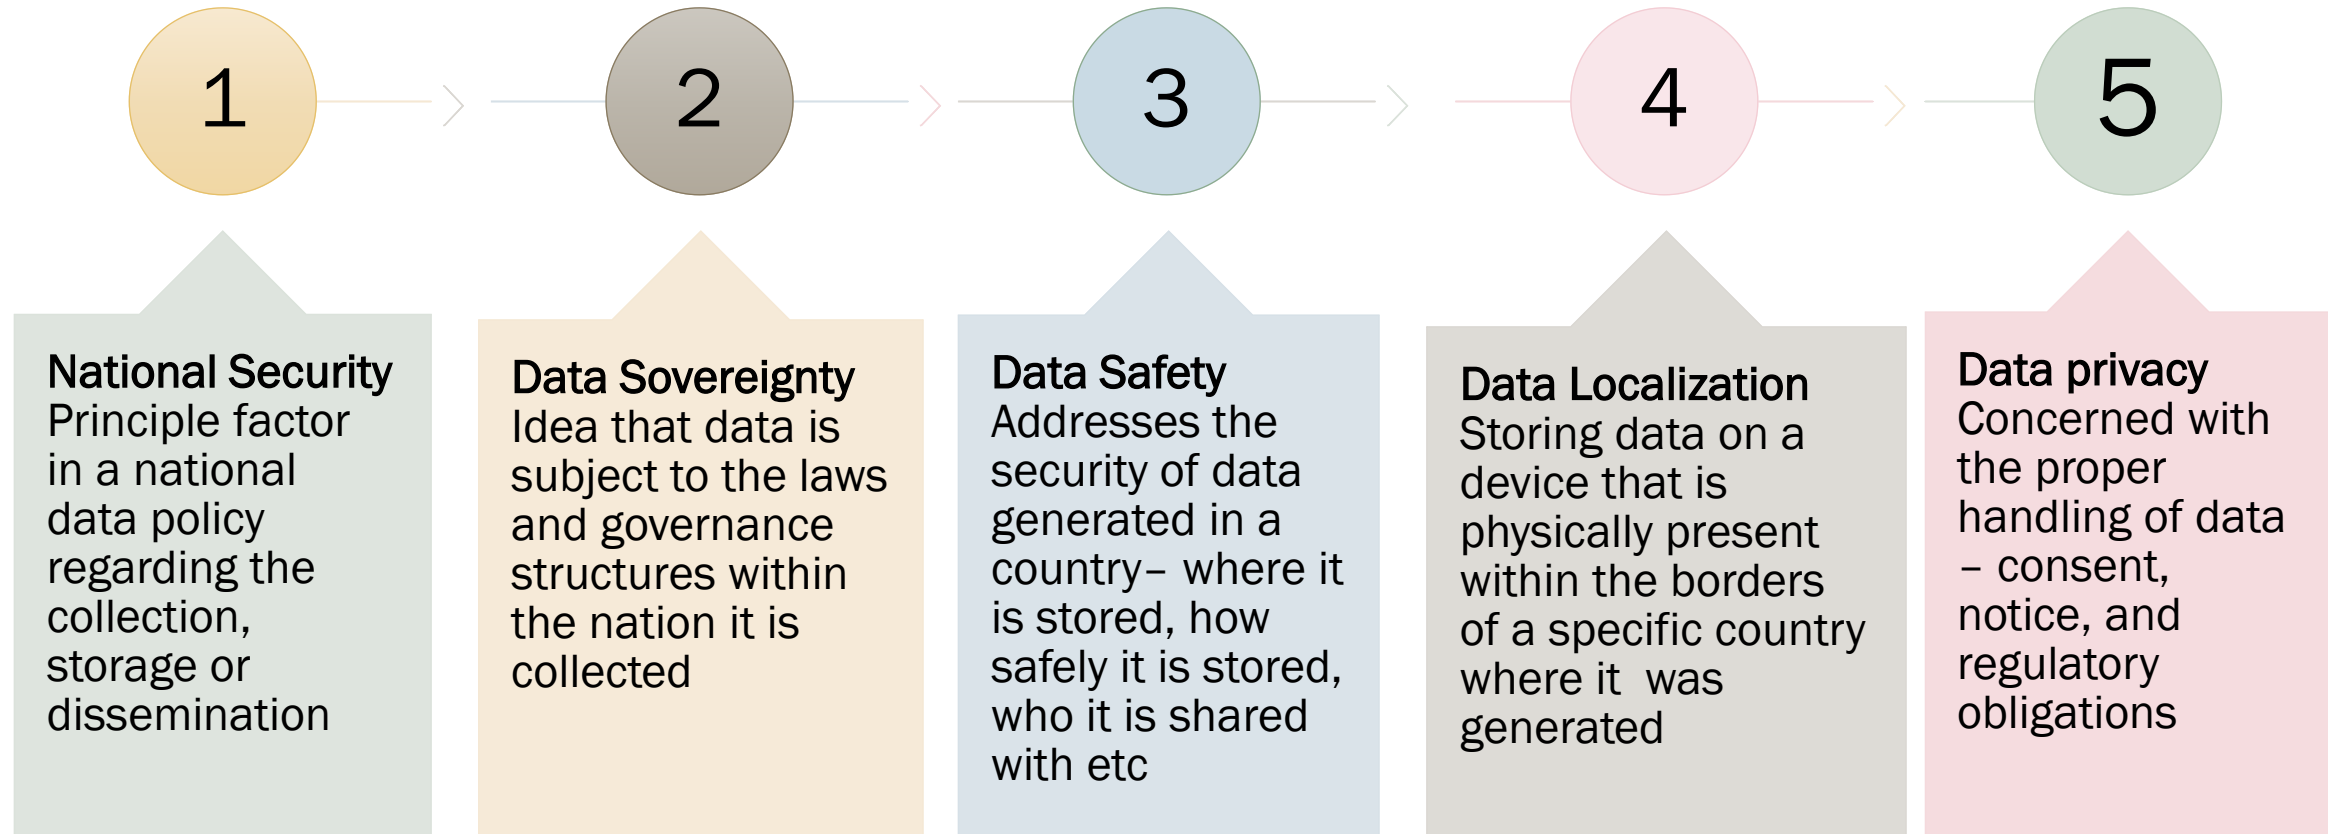 1
2
3
4
5
National Security
Principle factor
in a national
data policy
regarding the
collection,
storage or
dissemination
Data Sovereignty
Idea that data is
subject to the laws
and governance
structures within
the nation it is
collected
Data Safety
Addresses the
security of data
generated in a
country– where it
is stored, how
safely it is stored,
who it is shared
with etc
Data Localization
Storing data on a
device that is
physically present
within the borders
of a specific country
where it  was
generated
Data privacy
Concerned with
the proper
handling of data
– consent,
notice, and
regulatory
obligations